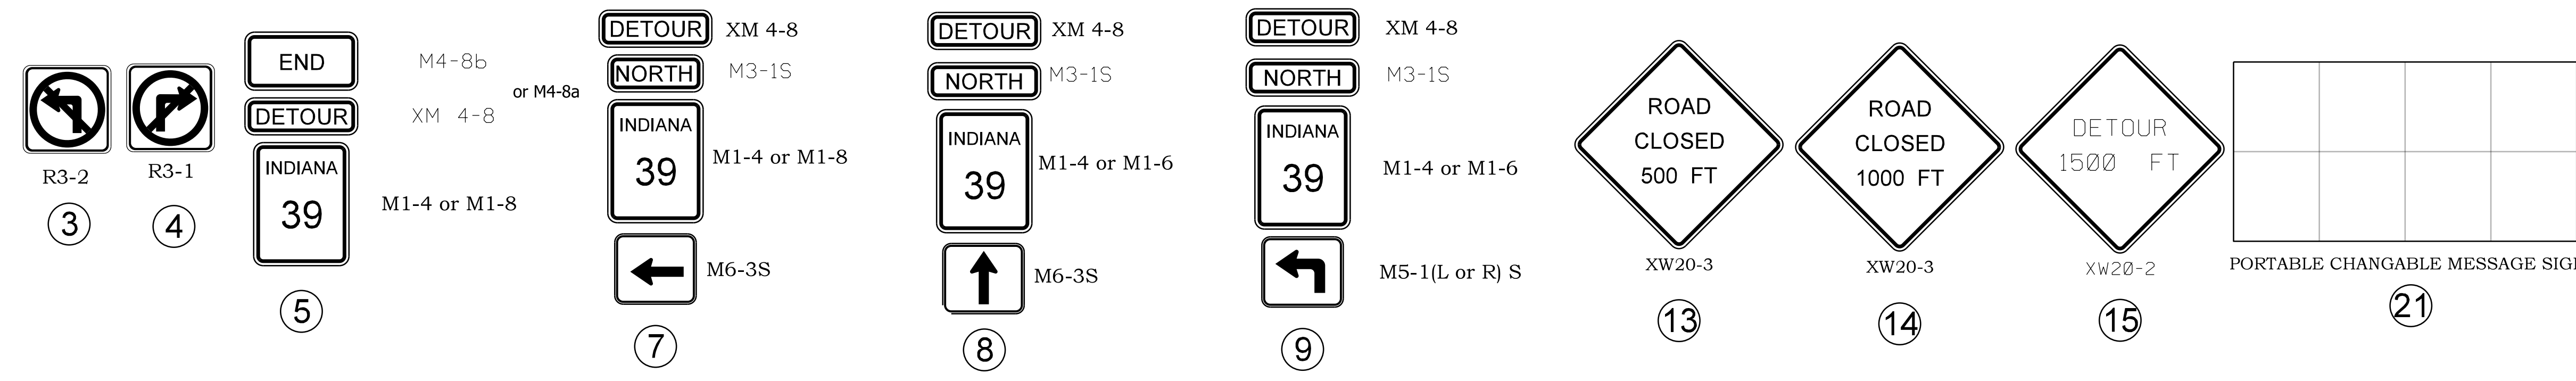 R3-2
3
R3-1
4
END
M4-8b
DETOUR
XM 4-8
or M4-8a
INDIANA
39
M1-4 or M1-8
5
DETOUR
XM 4-8
NORTH
M3-1S
INDIANA
39
M1-4 or M1-8
M6-3S
7
DETOUR
XM 4-8
NORTH
M3-1S
INDIANA
39
M1-4 or M1-6
M6-3S
8
DETOUR
XM 4-8
NORTH
M3-1S
INDIANA
39
M1-4 or M1-6
M5-1(L or R) S
9
ROAD
CLOSED
500 FT
XW20-3
13
ROAD
CLOSED
1000 FT
XW20-3
14
DETOUR
1500 FT
XW20-2
15
PORTABLE CHANGABLE MESSAGE
21